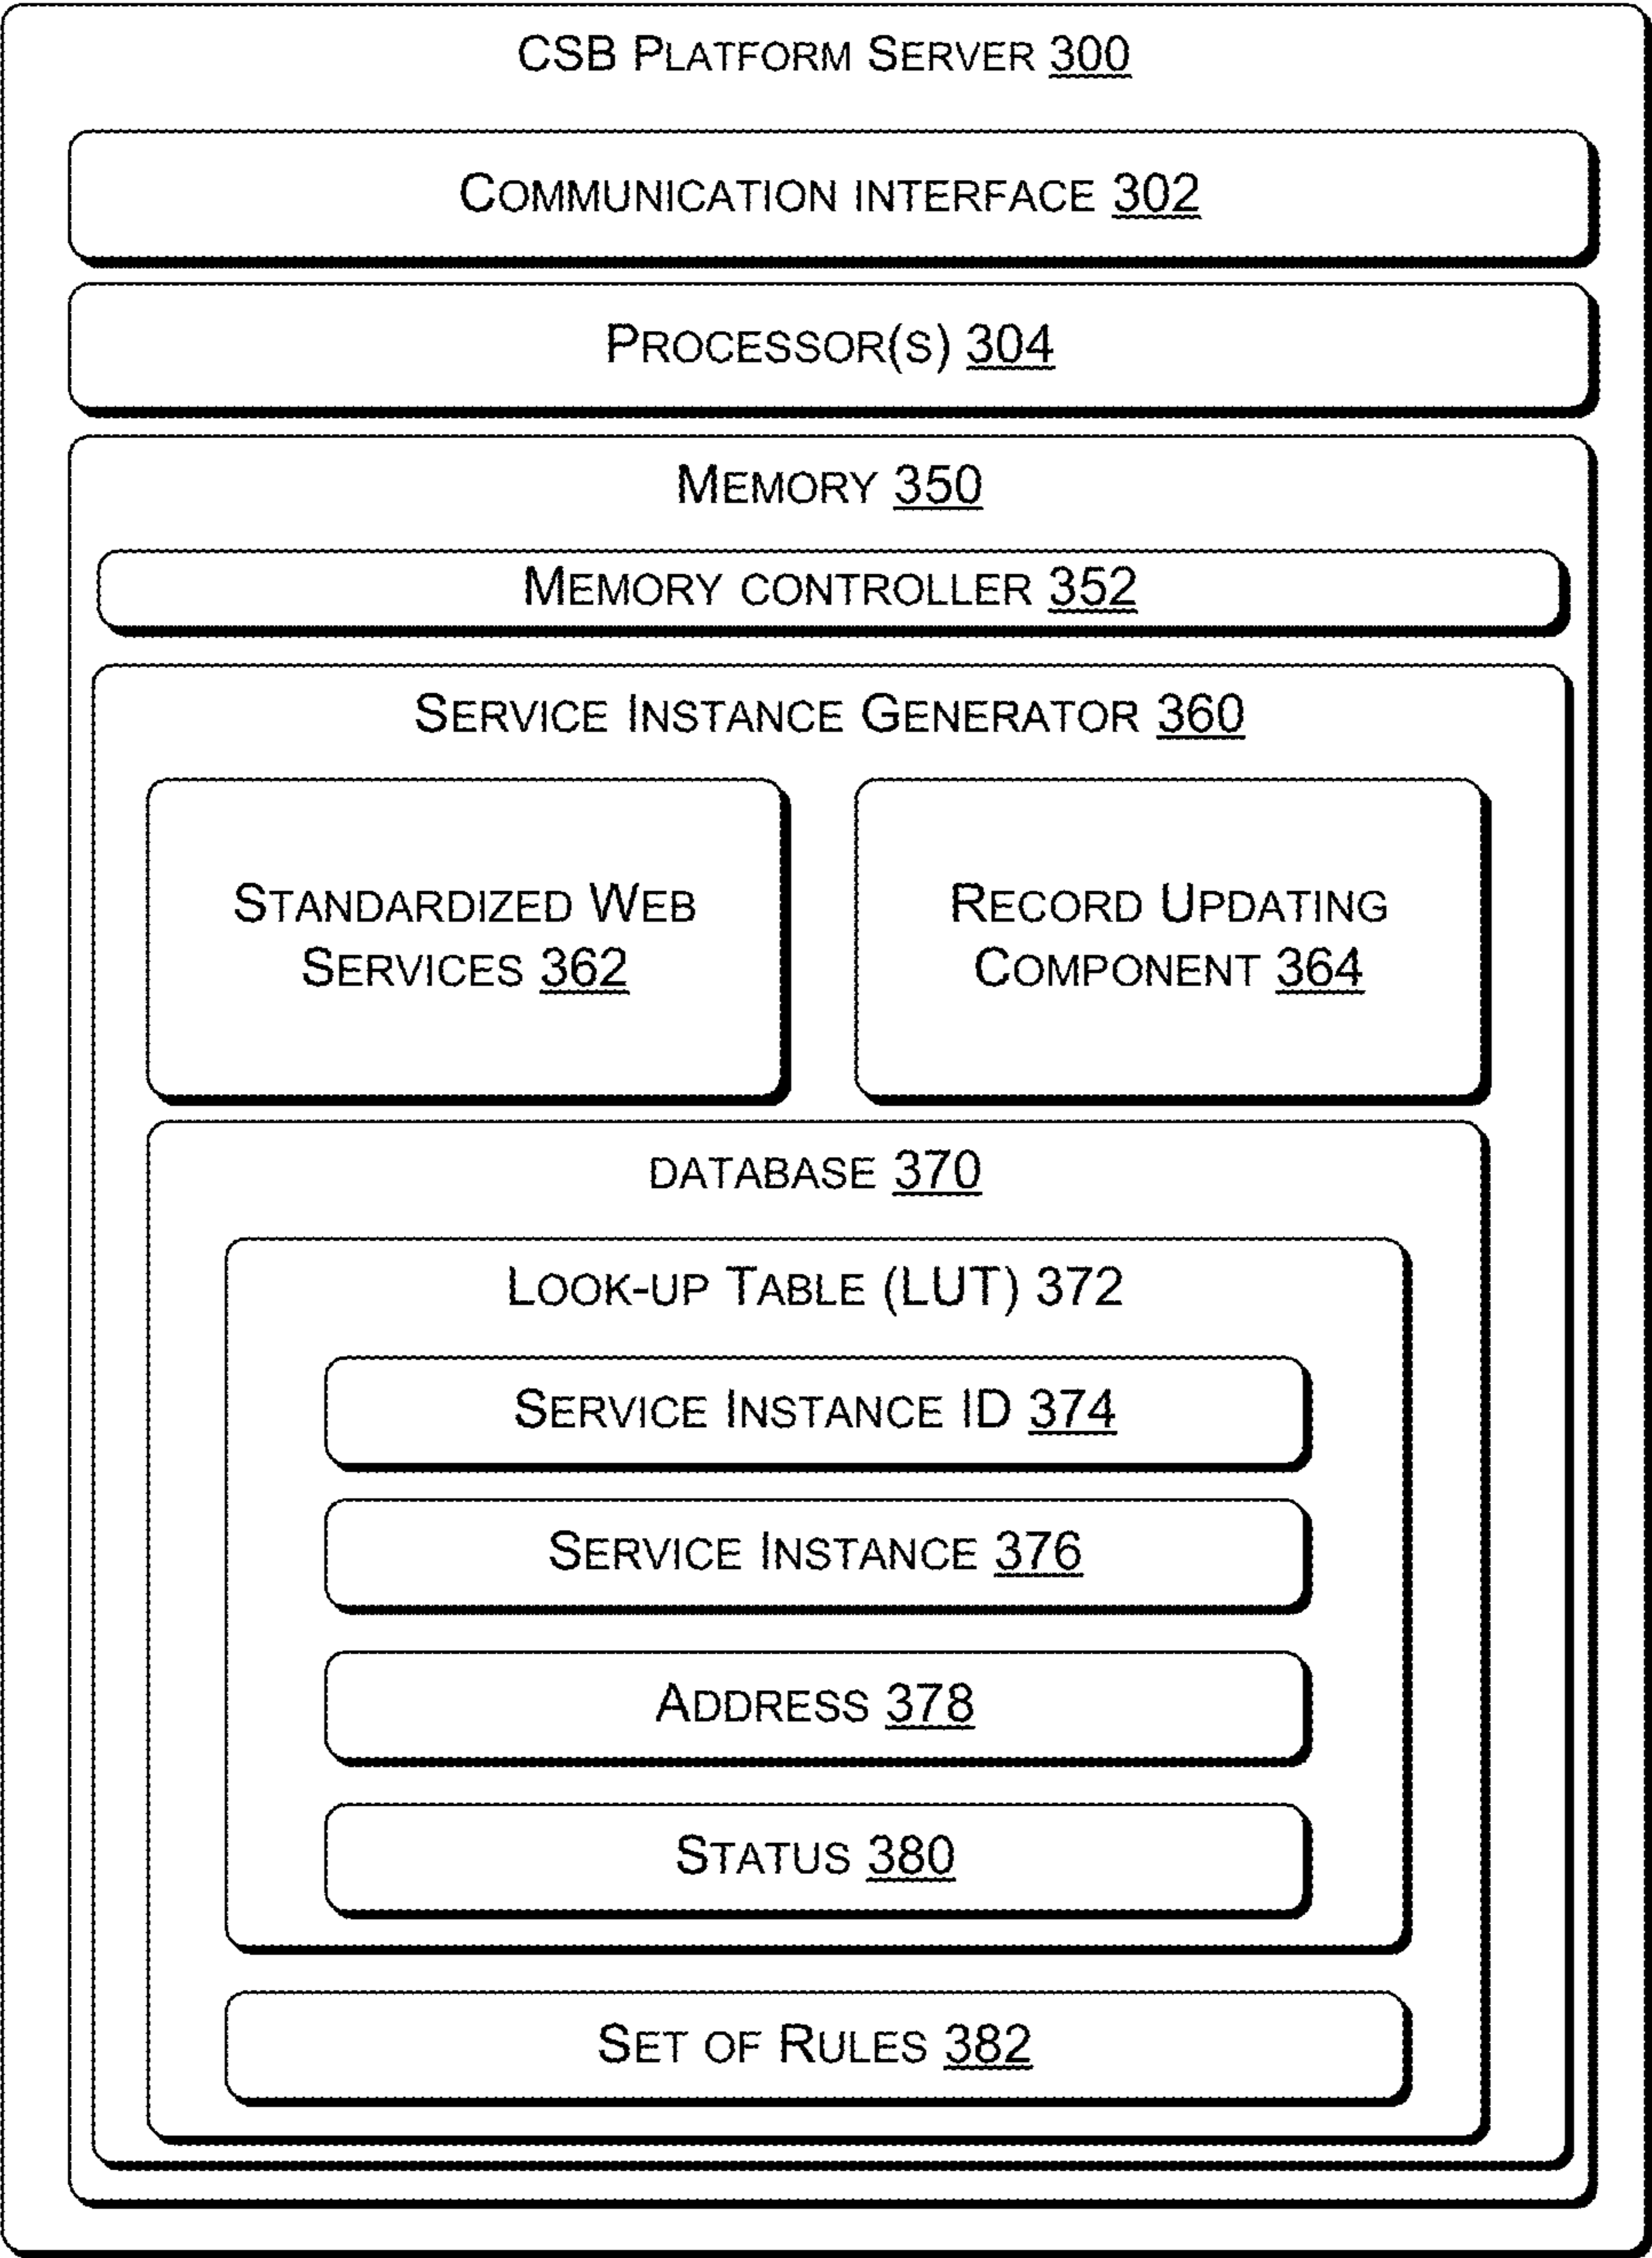 CSB PLATFORM SERVER 300
COMMUNICATION INTERFACE 302
PROCESSOR(S) 304
MEMORY 350
MEMORY CONTROLLER 352
SERVICE INSTANCE GENERATOR 360
STANDARDIZED WEB
SERVICES 362
RECORD UPDATING
COMPONENT 364
DATABASE 370
LOOK-UP TABLE (LUT) 372
SERVICE INSTANCE ID 374
SERVICE INSTANCE 376
ADDRESS 378
STATUS 380
SET OF RULES 382